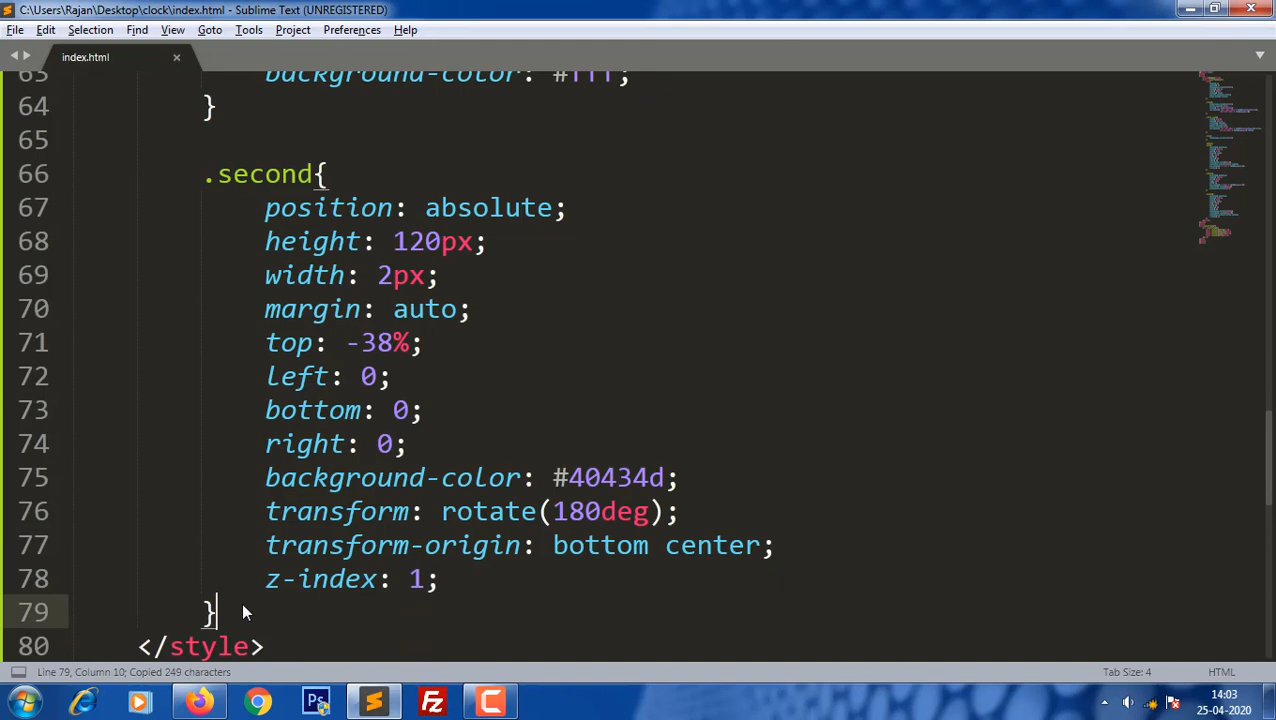 C:\Users\Rajan\Desktop\clock\index.html - Sublime Text (UNREGISTERED)
File Edit Selection Find View Goto Tools Project Preferences Help
index.html
63 background-color: #fff;
64 }
65
66 .second{
67 position: absolute;
68 height: 120px;
69 width: 2px;
70 margin: auto;
71 top: -38%;
72 left: 0;
73 bottom: 0;
74 right: 0;
75 background-color: #40434d;
76 transform: rotate(180deg);
77 transform-origin: bottom center;
78 z-index: 1;
79 }
80 </style>
Line 79, Column 10; Copied 249 characters Tab Size: 4 HTML
Ps Fz 14:03
25-04-2020